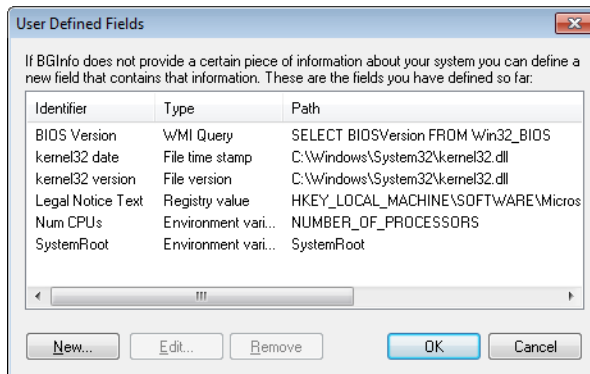 User Defined Fields
If BGInfo does not provide a certain piece of information about your system you can define a
new field that contains that information. These are the fields you have defined so far:
Identifier Type Path
BIOS Version WMI Query SELECT BIOSVersion FROM Win32_BIOS
kernel32 date File time stamp C:\Windows\System32\kernel32.dll
kernel32 version File version C:\Windows\System32\kernel32.dll
Legal Notice Text Registry value HKEY_LOCAL_MACHINE\SOFTWARE\Micros
Num CPUs Environment vari... NUMBER_OF_PROCESSORS
SystemRoot Environment vari... SystemRoot
New... Edit... Remove OK Cancel